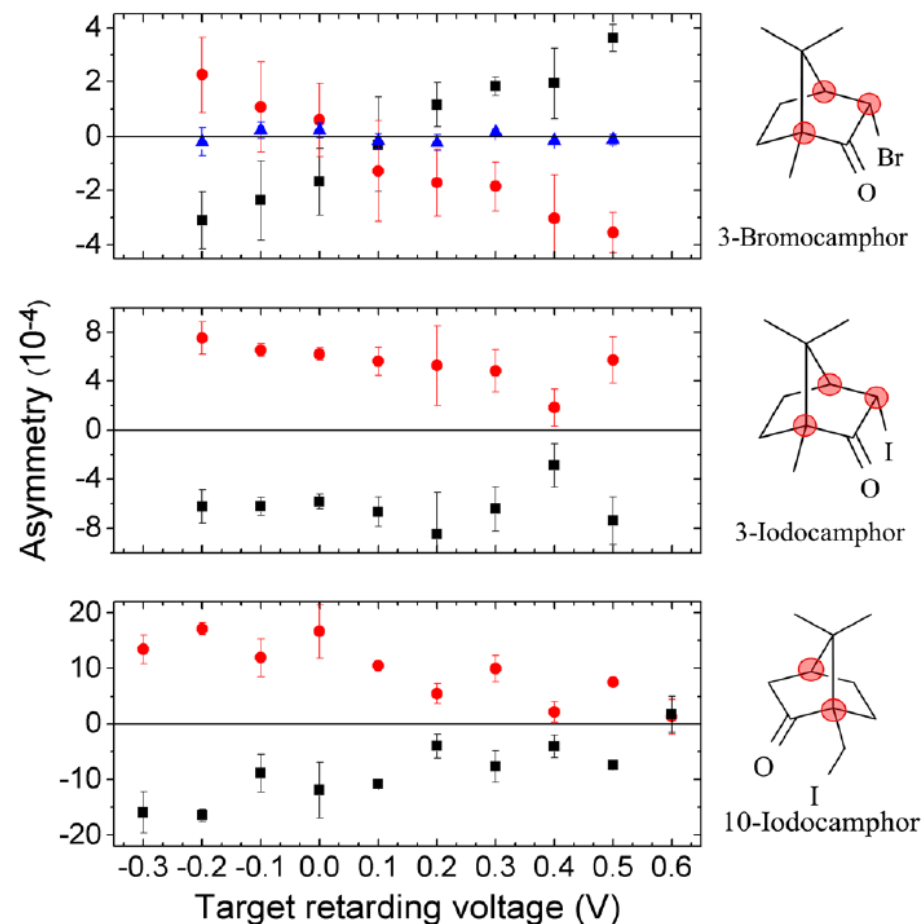 4
2
0
-2
-4
Br
O
3-Bromocamphor
Asymmetry (10-4)
8
4
0
-4
-8
I
O
3-Iodocamphor
20
10
0
-10
-20
O
I
10-Iodocamphor
-0.3 -0.2 -0.1 0.0 0.1 0.2 0.3 0.4 0.5 0.6
Target retarding voltage (V)